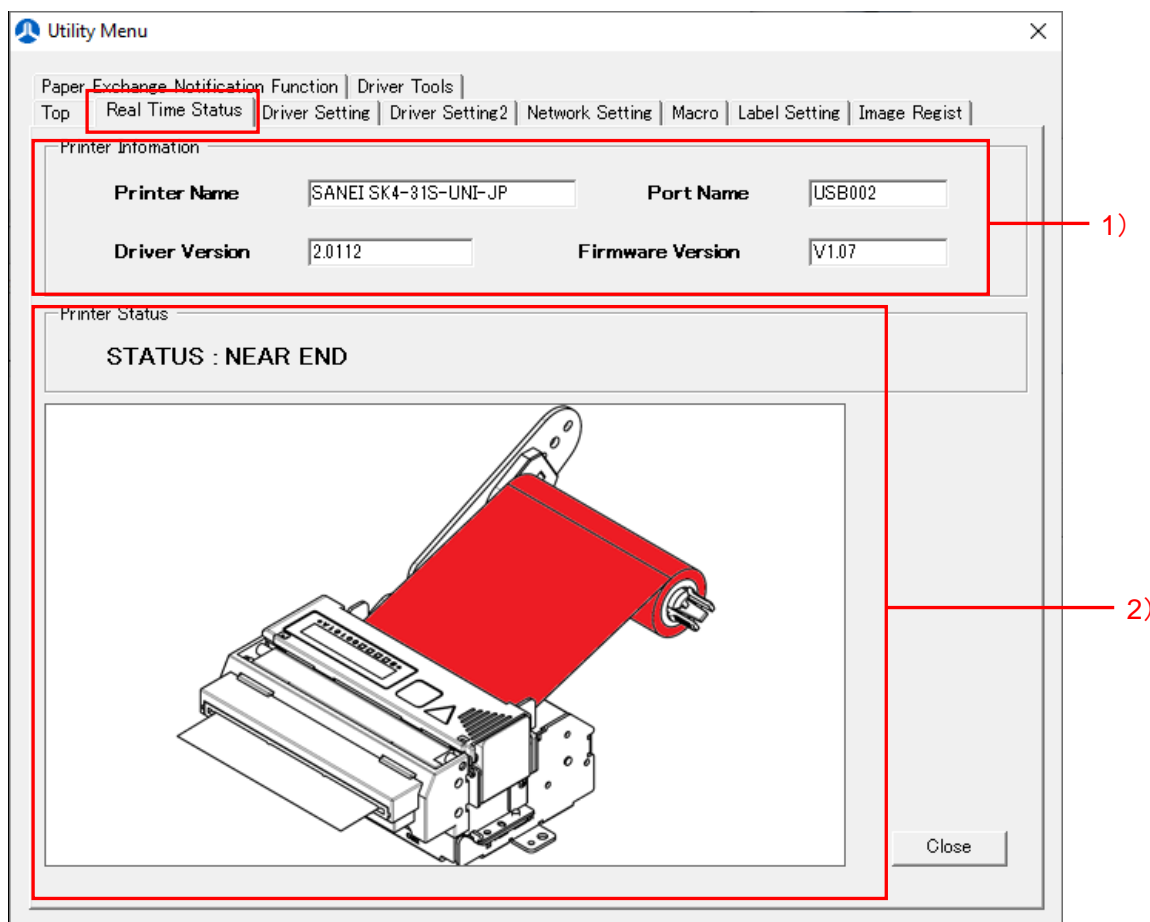 Utility Menu
Paper Exchange Notification Function Driver Tools
Top Real Time Status Driver Setting Driver Setting2 Network Setting Macro Label Setting Image Regist
Printer Infomation
Printer Name SANEI SK4-31S-UNI-JP Port Name USB002
1)
Driver Version 2.0112 Firmware Version V1.07
Printer Status
STATUS : NEAR END
2)
Close